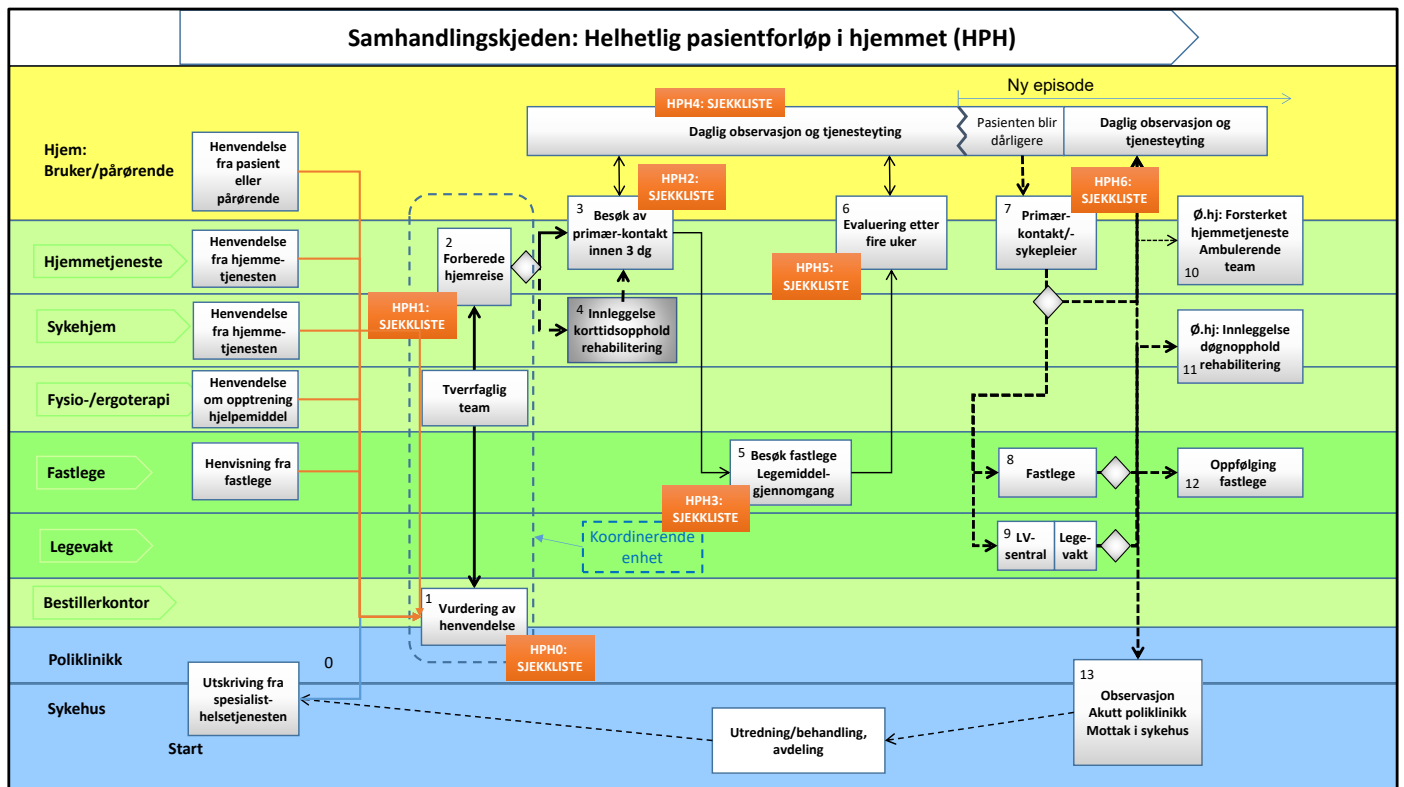 Samhandlingskjeden: Helhetlig pasientforløp i hjemmet (HPH)
Ny episode
HPH4: SJEKKLISTE
Daglig observasjon og tjenesteyting
Pasienten blir
dårligere
Daglig observasjon og
tjenesteyting
Hjem:
Bruker/pårørende
Henvendelse
fra pasient
eller
pårørende
HPH2:
SJEKKLISTE
HPH6:
SJEKKLISTE
3
Besøk av
primær-kontakt
innen 3 dg
6
Evaluering etter
fire uker
7
Primær-
kontakt/-
sykepleier
Ø.hj: Forsterket
hjemmetjeneste
Ambulerende
team
10
Hjemmetjeneste
Henvendelse
fra hjemme-
tjenesten
2
Forberede
hjemreise
HPH5:
SJEKKLISTE
Sykehjem
Henvendelse
fra hjemme-
tjenesten
HPH1:
SJEKKLISTE
4
Innleggelse
korttidsopphold
rehabilitering
Ø.hj: Innleggelse
døgnopphold
rehabilitering
11
Fysio-/ergoterapi
Henvendelse
om opptrening
hjelpemiddel
Tverrfaglig
team
Fastlege
Henvisning fra
fastlege
5
Besøk fastlege
Legemiddel-
gjennomgang
HPH3:
SJEKKLISTE
8
Fastlege
Oppfølging
fastlege
12
Legevakt
Koordinerende
enhet
9
LV-
sentral
Lege-
vakt
Bestillerkontor
1
Vurdering av
henvendelse
HPH0:
SJEKKLISTE
Poliklinikk
0
Sykehus
Utskriving fra
spesialist-
helsetjenesten
Start
Utredning/behandling,
avdeling
13
Observasjon
Akutt poliklinikk
Mottak i sykehus